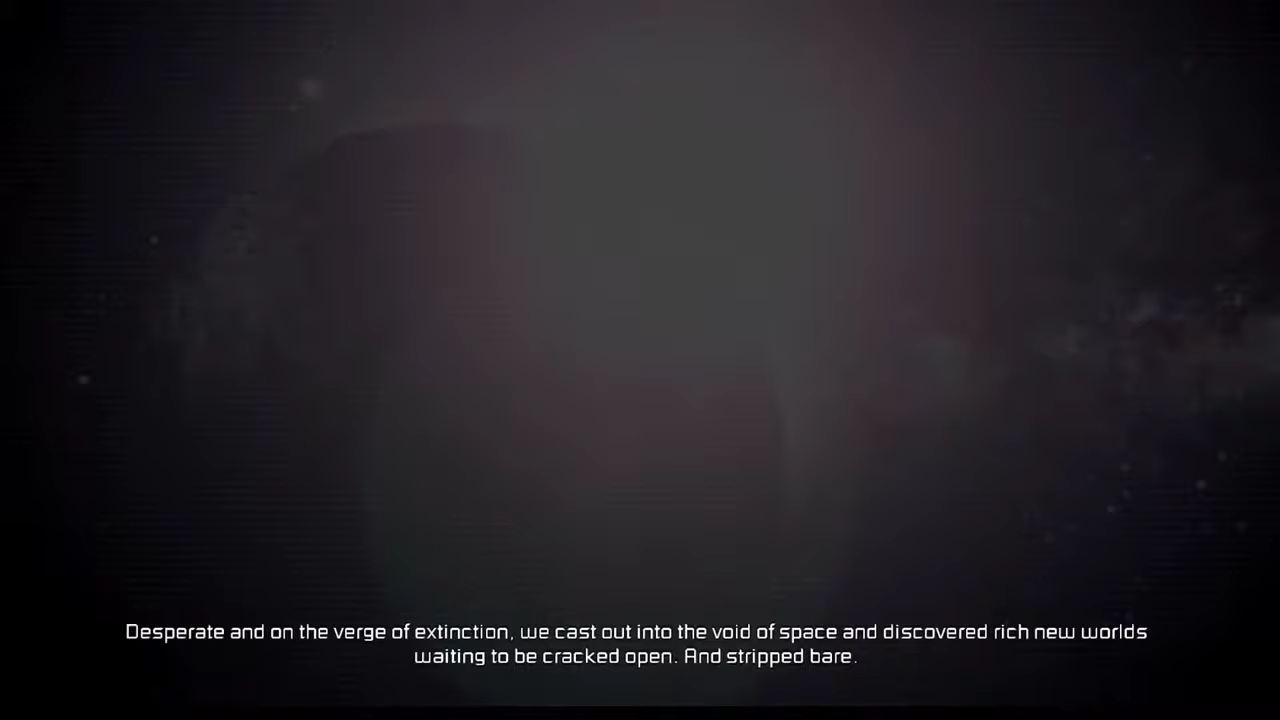 Desperate and on the verge of extinction, we cast out into the void of space and discovered rich new worlds
waiting to be cracked open. And stripped bare.